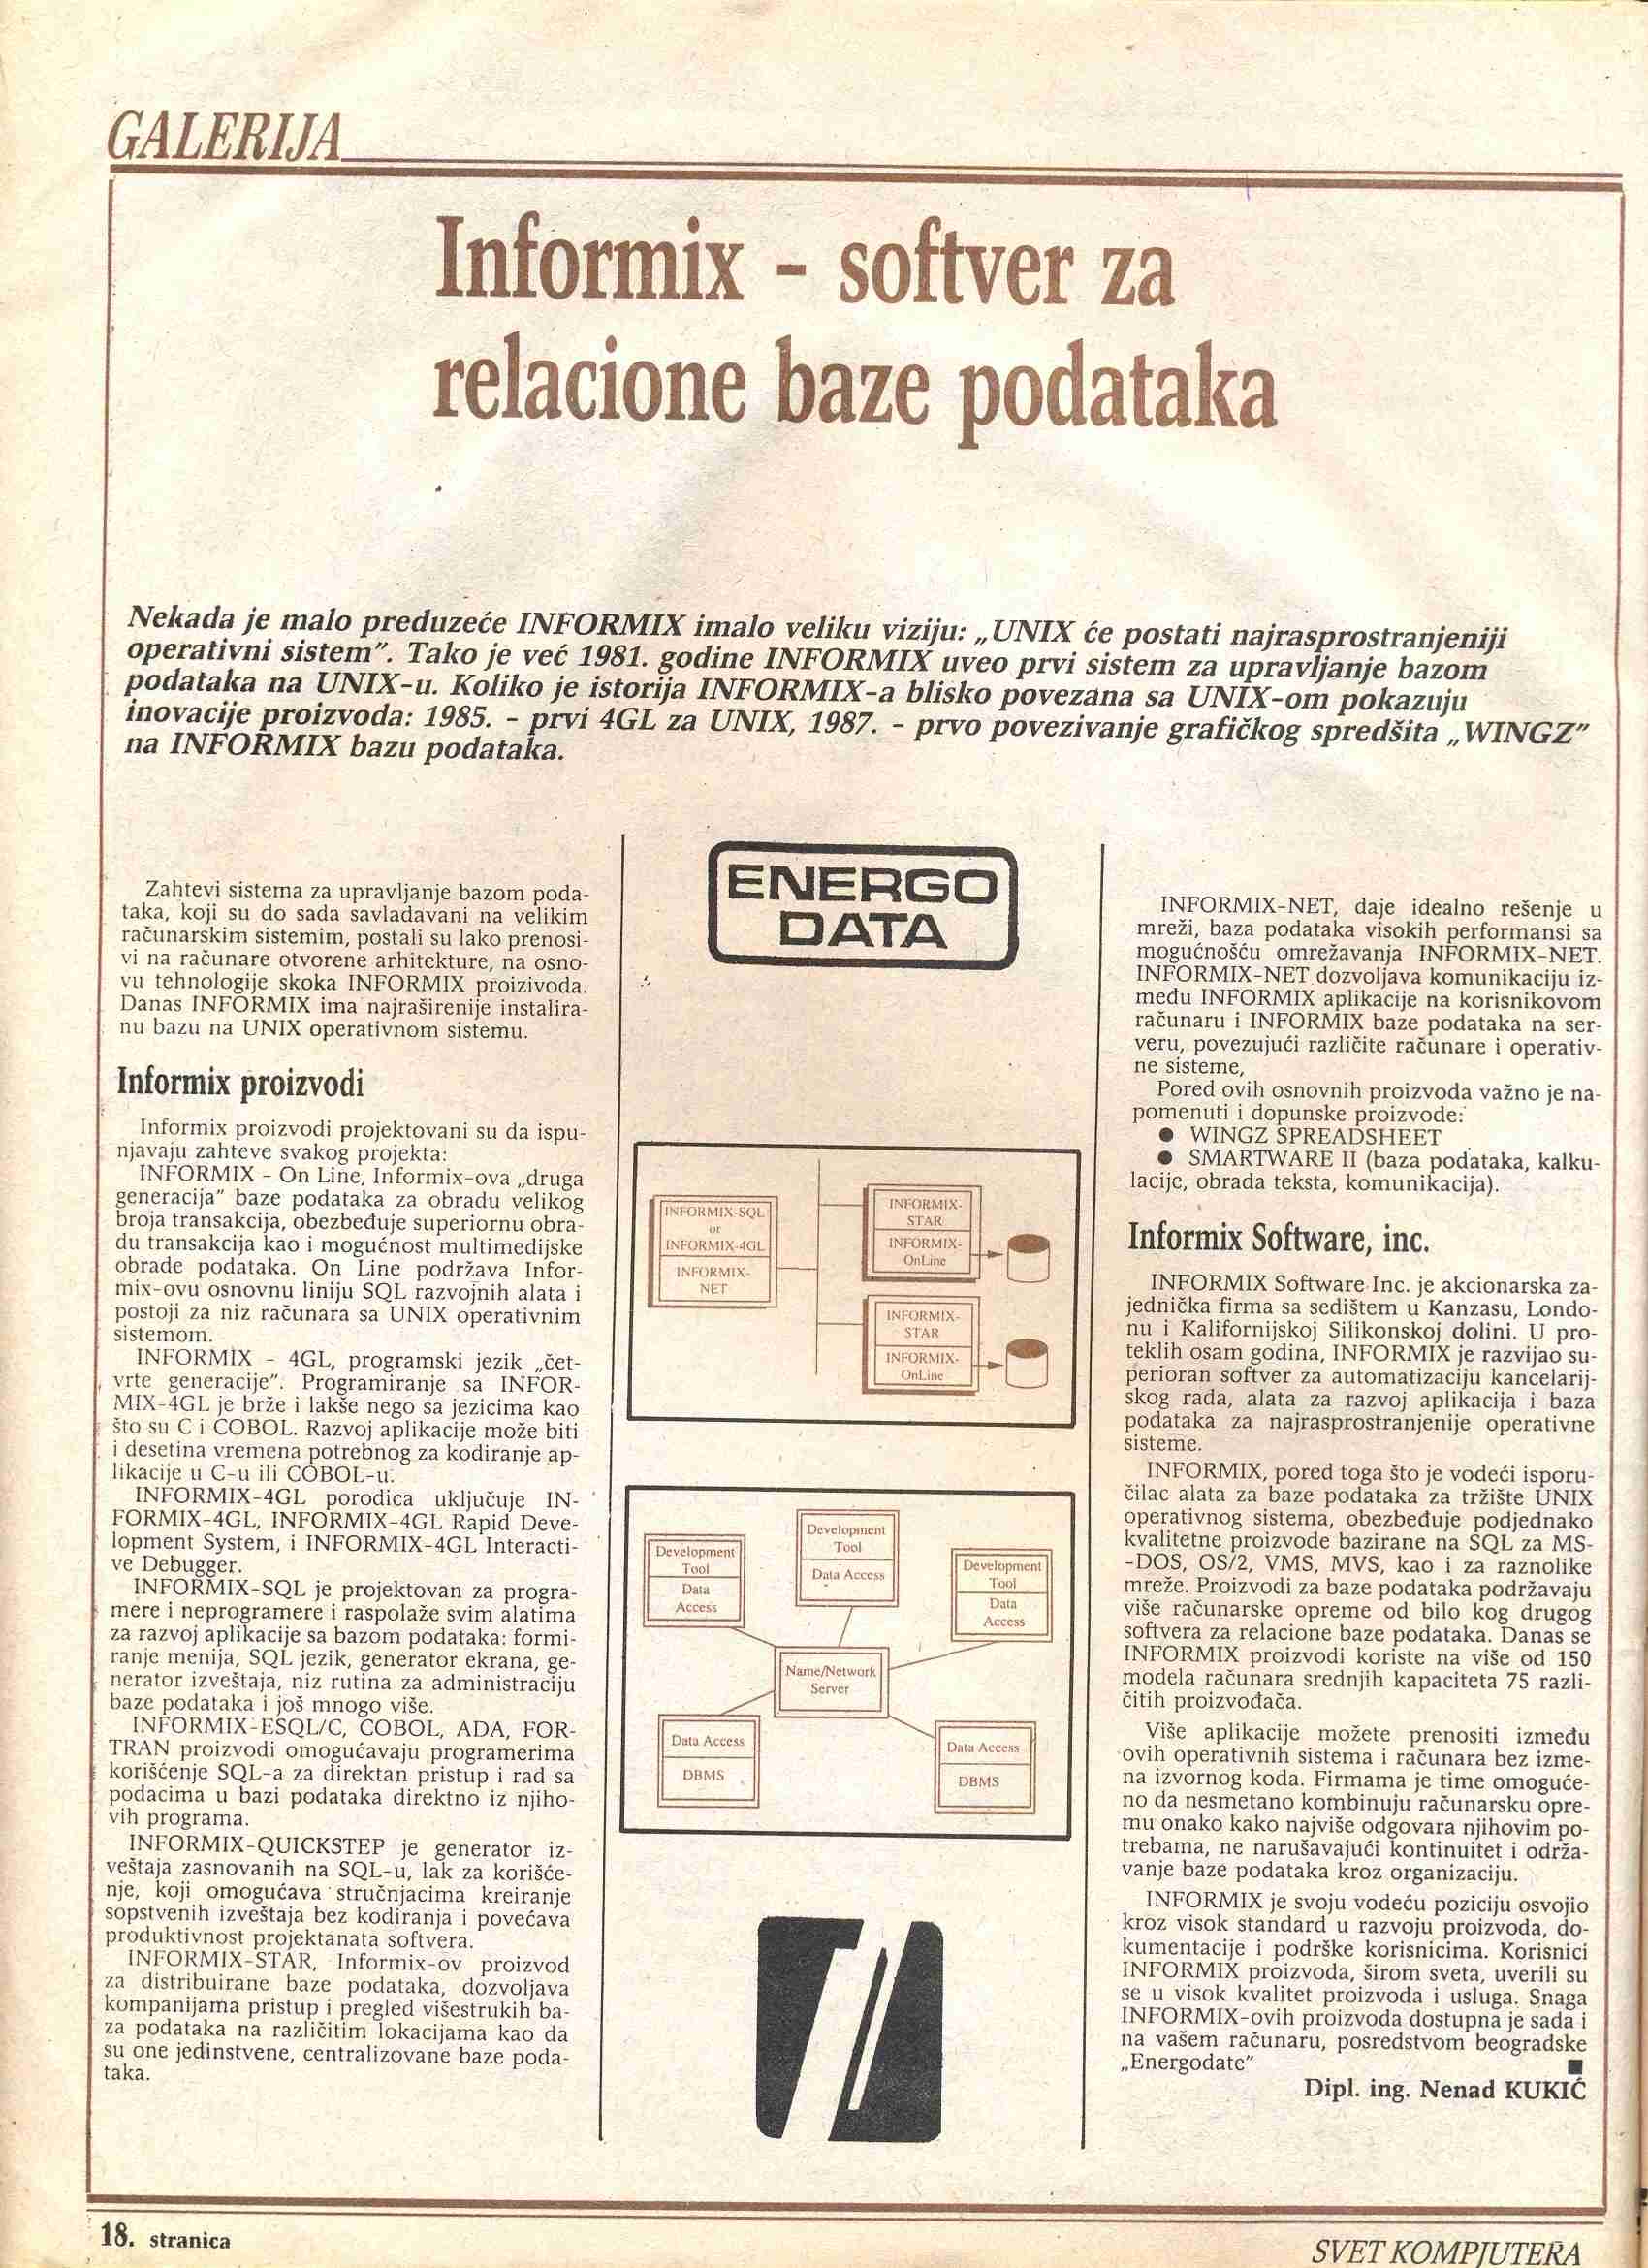 GALERIJA
Informix - softver za
relacione baze podataka
Nekada je malo preduzeće INFORMIX imalo veliku viziju: „UNIX će postati najrasprostranjeniji
operativni sistem”. Tako je već 1981. godine INFORMIX uveo prvi sistem za upravljanje bazom
podataka na UNIX-u. Koliko je istorija INFORMIX-a blisko povezana sa UNIX-om pokazuju
inovacije proizvoda: 1985. - prvi 4GL za UNIX, 1987. - prvo povezivanje grafičkog spredšita „WINGZ”
na INFORMIX bazu podataka.
Zahtevi sistema za upravljanje bazom poda-
taka, koji su do sada savladavani na velikim
računarskim sistemim, postali su lako prenosi-
vi na računare otvorene arhitekture, na osno-
vu tehnologije skoka INFORMIX proizivoda.
Danas INFORMIX ima najraširenije instalira-
nu bazu na UNIX operativnom sistemu.
Informix proizvodi
Informix proizvodi projektovani su da ispu-
njavaju zahteve svakog projekta:
INFORMIX - On Line, Informix-ova „druga
generacija” baze podataka za obradu velikog
broja transakcija, obezbeđuje superiornu obra-
du transakcija kao i mogućnost multimedijske
obrade podataka. On Line podržava Infor-
mix-ovu osnovnu liniju SQL razvojnih alata i
postoji za niz računara sa UNIX operativnim
sistemom.
INFORMIX - 4GL, programski jezik „čet-
vrte generacije”. Programiranje sa INFOR-
MIX-4GL je brže i lakše nego sa jezicima kao
što su C i COBOL. Razvoj aplikacije može biti
i desetina vremena potrebnog za kodiranje ap-
likacije u C-u ili COBOL-u.
INFORMIX-4GL porodica uključuje IN-
FORMIX-4GL, INFORMIX-4GL Rapid Deve-
lopment System, i INFORMIX-4GL Interacti-
ve Debugger.
INFORMIX-SQL je projektovan za progra-
mere i neprogramere i raspolaže svim alatima
za razvoj aplikacije sa bazom podataka: formi-
ranje menija, SQL jezik, generator ekrana, ge-
nerator izveštaja, niz rutina za administraciju
baze podataka i još mnogo više.
INFORMIX-ESQL/C, COBOL, ADA, FOR-
TRAN proizvodi omogućavaju programerima
korišćenje SQL-a za direktan pristup i rad sa
podacima u bazi podataka direktno iz njiho-
vih programa.
INFORMIX-QUICKSTEP je generator iz-
veštaja zasnovanih na SQL-u, lak za korišće-
nje, koji omogućava stručnjacima kreiranje
sopstvenih izveštaja bez kodiranja i povećava
produktivnost projektanata softvera.
INFORMIX-STAR, Informix-ov proizvod
za distribuirane baze podataka, dozvoljava
kompanijama pristup i pregled višestrukih ba-
za podataka na različitim lokacijama kao da
su one jedinstvene, centralizovane baze poda-
taka.
ENERGO
DATA
INFORMIX-SQL
or
INFORMIX-4GL
INFORMIX-
NET
INFORMIX-
STAR
INFORMIX-
OnLine
INFORMIX-
STAR
INFORMIX-
OnLine
Development
Tool
Data
Access
Development
Tool
Data Access
Development
Tool
Data
Access
Name/Network
Server
Data Access
DBMS
Data Access
DBMS
INFORMIX-NET, daje idealno rešenje u
mreži, baza podataka visokih performansi sa
mogućnošću omrežavanja INFORMIX-NET.
INFORMIX-NET dozvoljava komunikaciju iz-
među INFORMIX aplikacije na korisnikovom
računaru i INFORMIX baze podataka na ser-
veru, povezujući različite računare i operativ-
ne sisteme,
Pored ovih osnovnih proizvoda važno je na-
pomenuti i dopunske proizvode:
● WINGZ SPREADSHEET
● SMARTWARE II (baza podataka, kalku-
lacije, obrada teksta, komunikacija).
Informix Software, inc.
INFORMIX Software Inc. je akcionarska za-
jednička firma sa sedištem u Kanzasu, Londo-
nu i Kalifornijskoj Silikonskoj dolini. U pro-
teklih osam godina, INFORMIX je razvijao su-
perioran softver za automatizaciju kancelarij-
skog rada, alata za razvoj aplikacija i baza
podataka za najrasprostranjenije operativne
sisteme.
INFORMIX, pored toga što je vodeći isporu-
čilac alata za baze podataka za tržište UNIX
operativnog sistema, obezbeđuje podjednako
kvalitetne proizvode bazirane na SQL za MS-
-DOS, OS/2, VMS, MVS, kao i za raznolike
mreže. Proizvodi za baze podataka podržavaju
više računarske opreme od bilo kog drugog
softvera za relacione baze podataka. Danas se
INFORMIX proizvodi koriste na više od 150
modela računara srednjih kapaciteta 75 razli-
čitih proizvođača.
Više aplikacije možete prenositi između
ovih operativnih sistema i računara bez izme-
na izvornog koda. Firmama je time omoguće-
no da nesmetano kombinuju računarsku opre-
mu onako kako najviše odgovara njihovim po-
trebama, ne narušavajući kontinuitet i održa-
vanje baze podataka kroz organizaciju.
INFORMIX je svoju vodeću poziciju osvojio
kroz visok standard u razvoju proizvoda, do-
kumentacije i podrške korisnicima. Korisnici
INFORMIX proizvoda, širom sveta, uverili su
se u visok kvalitet proizvoda i usluga. Snaga
INFORMIX-ovih proizvoda dostupna je sada i
na vašem računaru, posredstvom beogradske
„Energodate” ■
Dipl. ing. Nenad KUKIĆ
18. stranica
SVET KOMPJUTERA